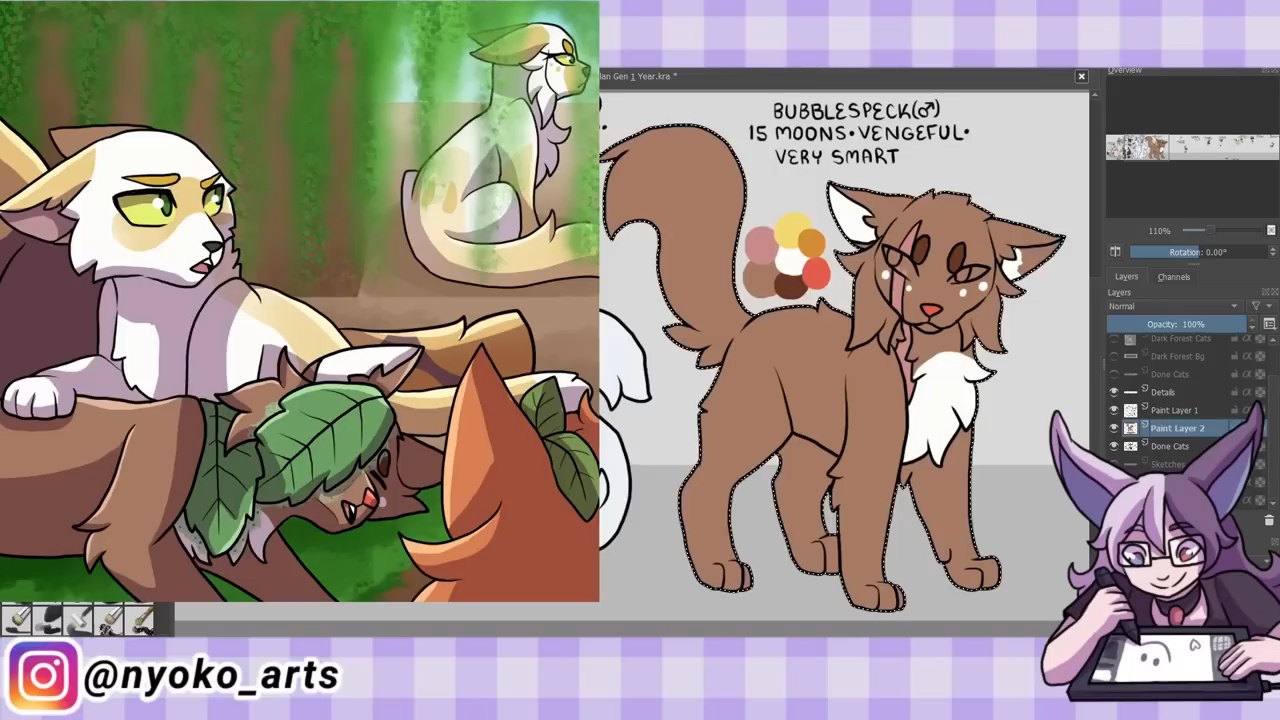 lan Gen 1 Year.kra *
Overview
BUBBLESPECK(♂)
15 MOONS•VENGEFUL•
VERY SMART
110%
Rotation: 0.00°
Layers
Channels
Layers
Normal
Opacity: 100%
Dark Forest Cats
Dark Forest Bg
Done Cats
Details
Paint Layer 1
Paint Layer 2
Done Cats
Sketches
@nyoko_arts